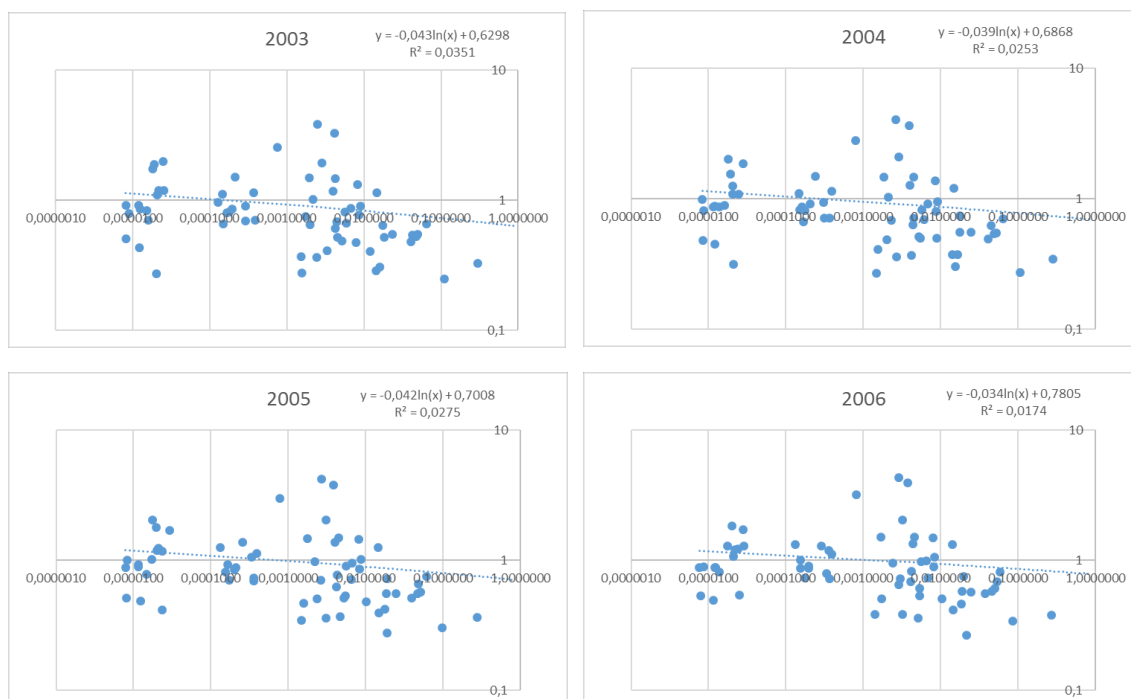 2003
y = -0,043ln(x) + 0,6298
R² = 0,0351
10
1
0,0000010 0,0000100 0,0001000 0,0010000 0,0100000 0,1000000 1,0000000
0,1
2004
y = -0,039ln(x) + 0,6868
R² = 0,0253
10
1
0,0000010 0,0000100 0,0001000 0,0010000 0,0100000 0,1000000 1,0000000
0,1
2005
y = -0,042ln(x) + 0,7008
R² = 0,0275
10
1
0,0000010 0,0000100 0,0001000 0,0010000 0,0100000 0,1000000 1,0000000
0,1
2006
y = -0,034ln(x) + 0,7805
R² = 0,0174
10
1
0,0000010 0,0000100 0,0001000 0,0010000 0,0100000 0,1000000 1,0000000
0,1